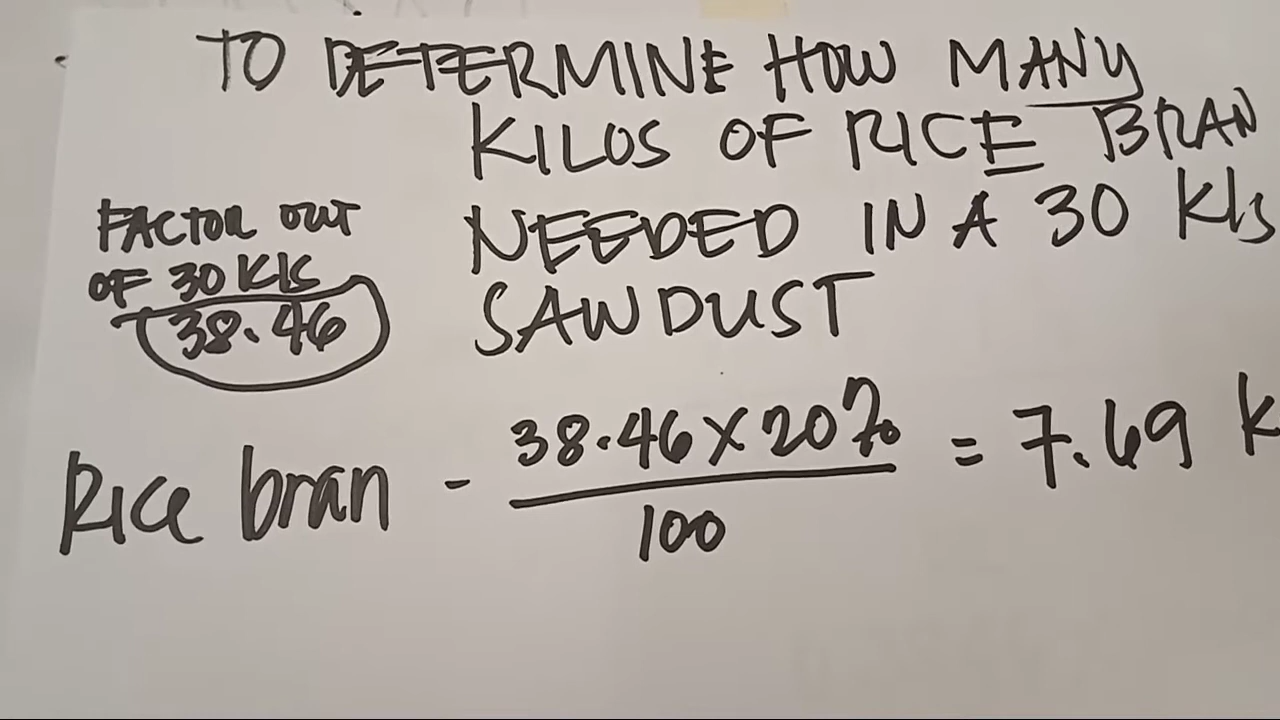 TO DETERMINE HOW MANY
KILOS OF RICE BRAN
NEEDED IN A 30 Kls
SAWDUST
FACTOR OUT
OF 30 Kls
38.46
Rice bran - 38.46 X 20% = 7.69 k
100